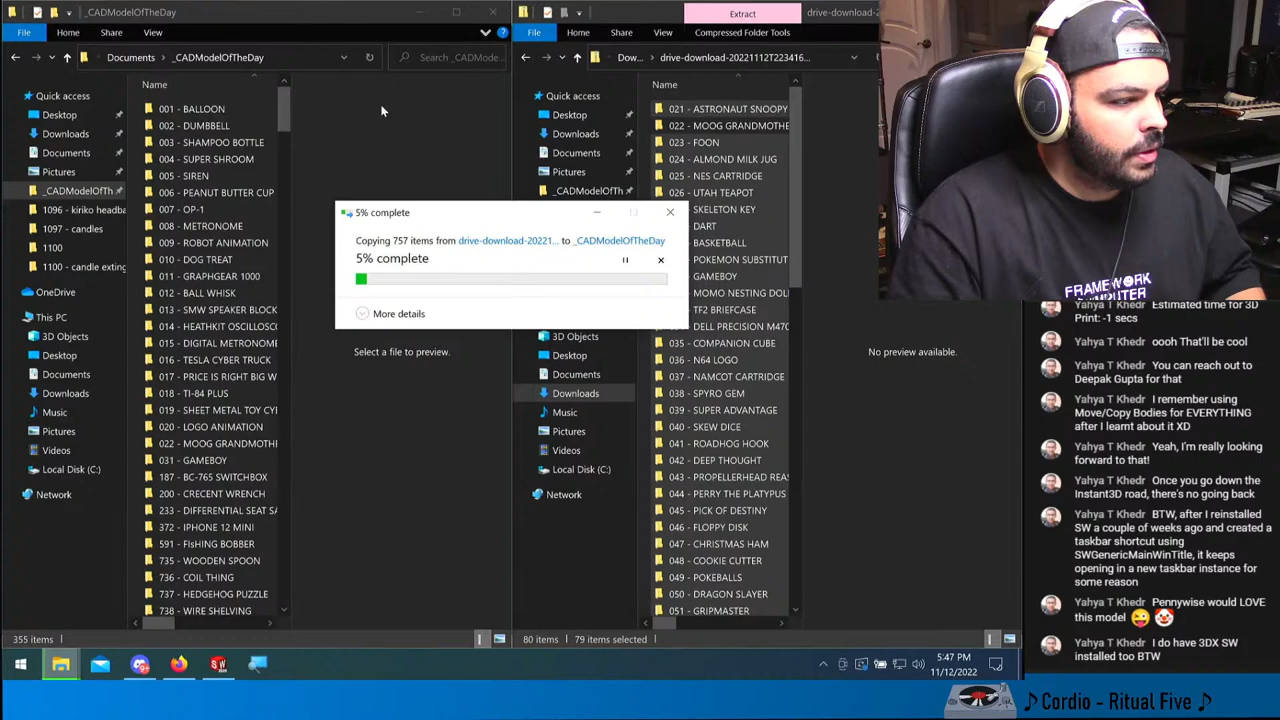 _CADModelOfTheDay
File
Home
Share
View
Documents
_CADModelOfTheDay
Search _CADMode...
Name
Quick access
Desktop
Downloads
Documents
Pictures
_CADModelOfTh
1096 - kiriko headba
1097 - candles
1100
1100 - candle exting
OneDrive
This PC
3D Objects
Desktop
Documents
Downloads
Music
Pictures
Videos
Local Disk (C:)
Network
001 - BALLOON
002 - DUMBBELL
003 - SHAMPOO BOTTLE
004 - SUPER SHROOM
005 - SIREN
006 - PEANUT BUTTER CUP
007 - OP-1
008 - METRONOME
009 - ROBOT ANIMATION
010 - DOG TREAT
011 - GRAPHGEAR 1000
012 - BALL WHISK
013 - SMW SPEAKER BLOCK
014 - HEATHKIT OSCILLOSC
015 - DIGITAL METRONOME
016 - TESLA CYBER TRUCK
017 - PRICE IS RIGHT BIG W
018 - TI-84 PLUS
019 - SHEET METAL TOY CYB
020 - LOGO ANIMATION
022 - MOOG GRANDMOTHE
031 - GAMEBOY
187 - BC-765 SWITCHBOX
200 - CRECENT WRENCH
233 - DIFFERENTIAL SEAT SA
372 - IPHONE 12 MINI
591 - FIsHING BOBBER
735 - WOODEN SPOON
736 - COIL THING
737 - HEDGEHOG PUZZLE
738 - WIRE SHELVING
Select a file to preview.
355 items
5% complete
Copying 757 items from drive-download-20221... to _CADModelOfTheDay
5% complete
More details
Extract
drive-download-2
File
Home
Share
View
Compressed Folder Tools
Dow...
drive-download-20221112T223416...
Name
Quick access
Desktop
Downloads
Documents
Pictures
_CADModelOfTh
3D Objects
Desktop
Documents
Downloads
Music
Pictures
Videos
Local Disk (C:)
Network
021 - ASTRONAUT SNOOPY
022 - MOOG GRANDMOTHE
023 - FOON
024 - ALMOND MILK JUG
025 - NES CARTRIDGE
026 - UTAH TEAPOT
SKELETON KEY
DART
BASKETBALL
POKEMON SUBSTITUT
GAMEBOY
MOMO NESTING DOL
TF2 BRIEFCASE
DELL PRECISION M470
035 - COMPANION CUBE
036 - N64 LOGO
037 - NAMCOT CARTRIDGE
038 - SPYRO GEM
039 - SUPER ADVANTAGE
040 - SKEW DICE
041 - ROADHOG HOOK
042 - DEEP THOUGHT
043 - PROPELLERHEAD REAS
044 - PERRY THE PLATYPUS
045 - PICK OF DESTINY
046 - FLOPPY DISK
047 - CHRISTMAS HAM
048 - COOKIE CUTTER
049 - POKEBALLS
050 - DRAGON SLAYER
051 - GRIPMASTER
No preview available.
80 items
79 items selected
FRAMEWORK
COMPUTER
Estimated time for 3D
Print: -1 secs
Yahya T Khedr oooh That'll be cool
Yahya T Khedr You can reach out to
Deepak Gupta for that
Yahya T Khedr I remember using
Move/Copy Bodies for EVERYTHING
after I learnt about it XD
Yahya T Khedr Yeah, I'm really looking
forward to that!
Yahya T Khedr Once you go down the
Instant3D road, there's no going back
Yahya T Khedr BTW, after I reinstalled
SW a couple of weeks ago and created a
taskbar shortcut using
SWGenericMainWinTitle, it keeps
opening in a new taskbar instance for
some reason
Yahya T Khedr Pennywise would LOVE
this model 😜 🤡
Yahya T Khedr I do have 3DX SW
installed too BTW
5:47 PM
11/12/2022
♪ Cordio - Ritual Five ♪